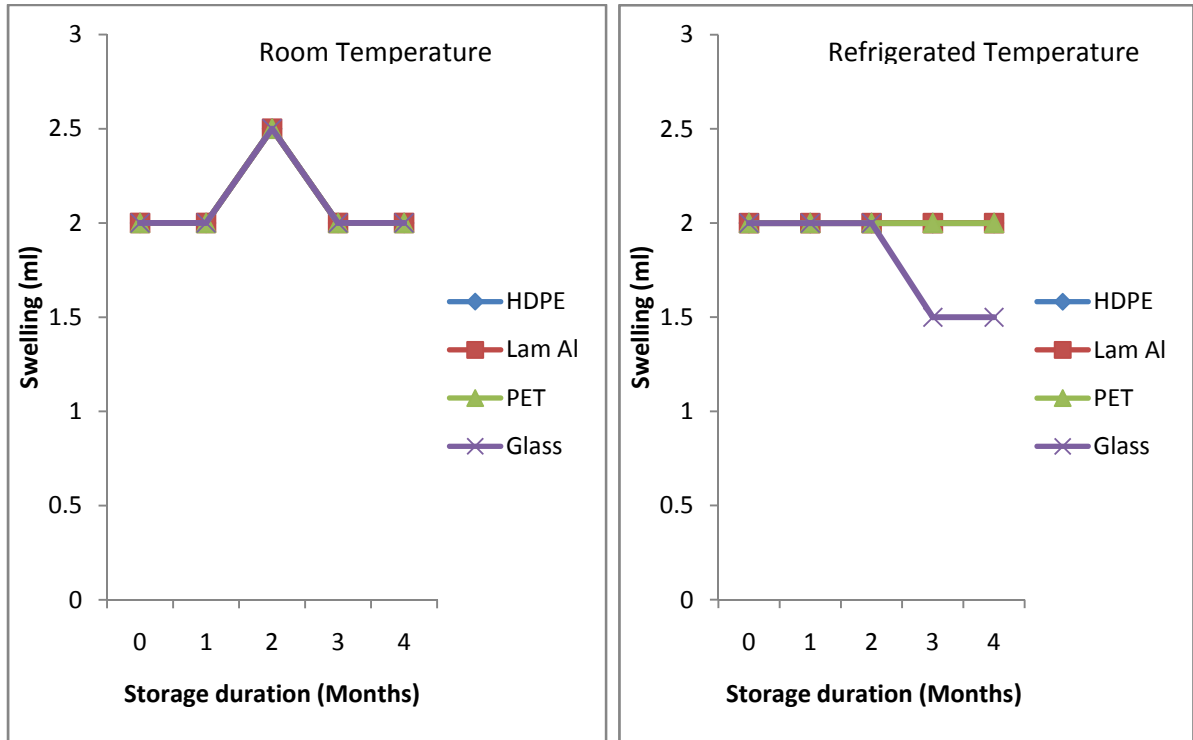 Room Temperature
3
2.5
2
1.5
1
0.5
0
Swelling (ml)
0 1 2 3 4
Storage duration (Months)
HDPE
Lam Al
PET
Glass
Refrigerated Temperature
3
2.5
2
1.5
1
0.5
0
Swelling (ml)
0 1 2 3 4
Storage duration (Months)
HDPE
Lam Al
PET
Glass